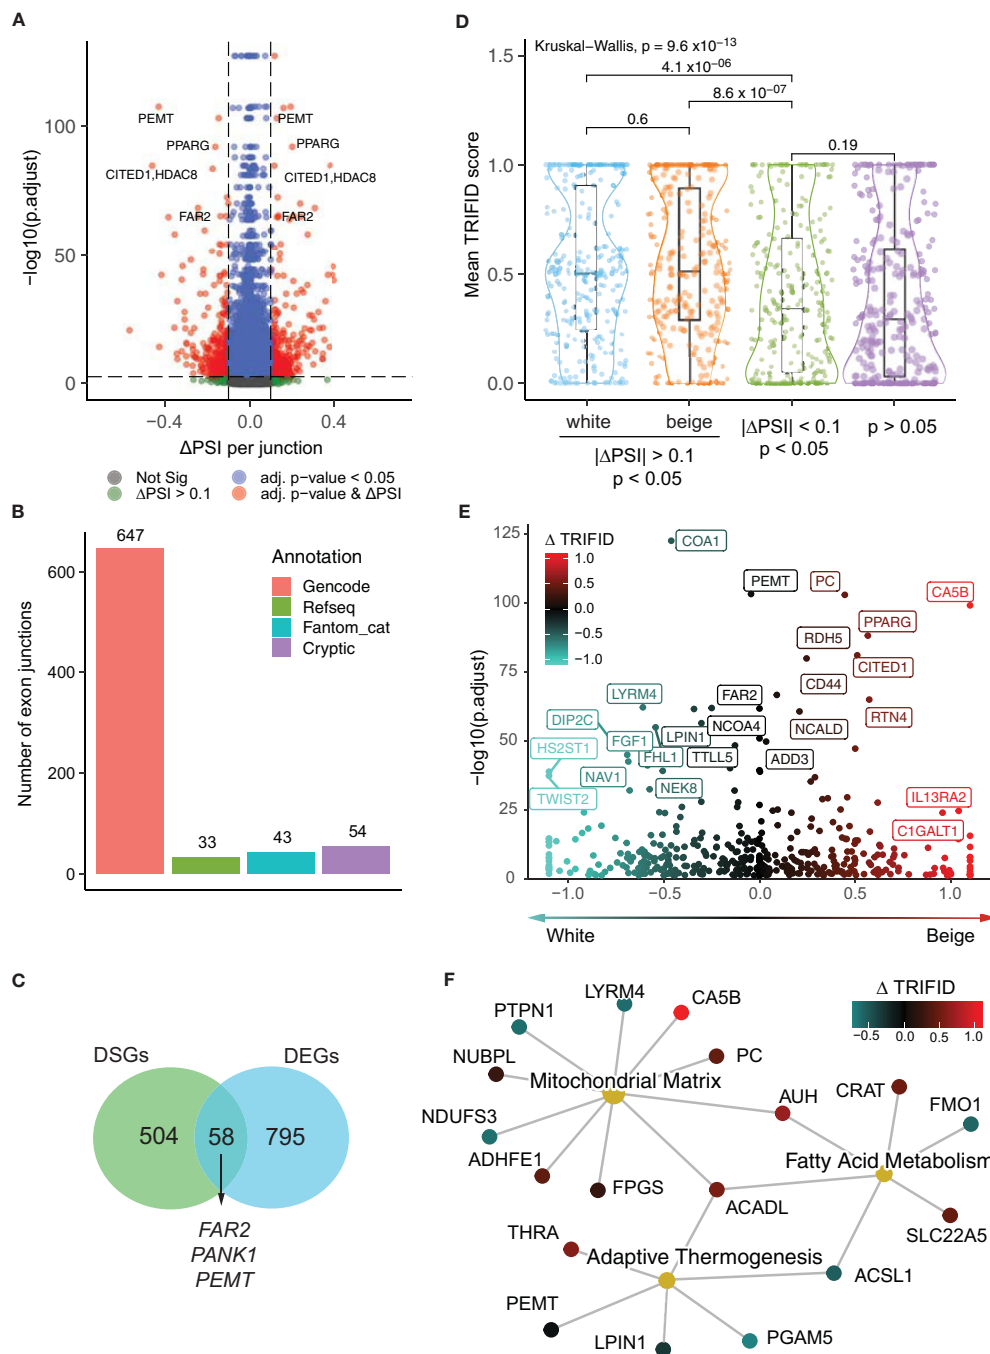 A
−log10(p.adjust)
100
50
0
PEMT
PEMT
PPARG
PPARG
CITED1,HDAC8
CITED1,HDAC8
FAR2
FAR2
−0.4
0.0
0.4
ΔPSI per junction
Not Sig
adj. p−value < 0.05
ΔPSI > 0.1
adj. p−value & ΔPSI
B
Number of exon junctions
600
400
200
0
647
33
43
54
Annotation
Gencode
Refseq
Fantom_cat
Cryptic
C
DSGs
DEGs
504
58
795
FAR2
PANK1
PEMT
D
Mean TRIFID score
1.5
1.0
0.5
0.0
Kruskal−Wallis, p = 9.6 x10−13
4.1 x10−06
8.6 x 10−07
0.6
0.19
white
beige
|ΔPSI| > 0.1
p < 0.05
|ΔPSI| < 0.1
p < 0.05
p > 0.05
E
−log10(p.adjust)
125
100
75
50
25
0
Δ TRIFID
1.0
0.5
0.0
−0.5
−1.0
COA1
PEMT
PC
CA5B
PPARG
RDH5
CITED1
CD44
LYRM4
FAR2
RTN4
DIP2C
NCOA4
NCALD
LPIN1
HS2ST1
FGF1
FHL1
TTLL5
ADD3
NAV1
NEK8
TWIST2
IL13RA2
C1GALT1
−1.0
−0.5
0.0
0.5
1.0
White
Beige
F
Δ TRIFID
−0.5
0.0
0.5
1.0
LYRM4
CA5B
PTPN1
NUBPL
PC
Mitochondrial Matrix
AUH
CRAT
FMO1
NDUFS3
ADHFE1
FPGS
Fatty Acid Metabolism
ACADL
SLC22A5
THRA
Adaptive Thermogenesis
ACSL1
PEMT
LPIN1
PGAM5